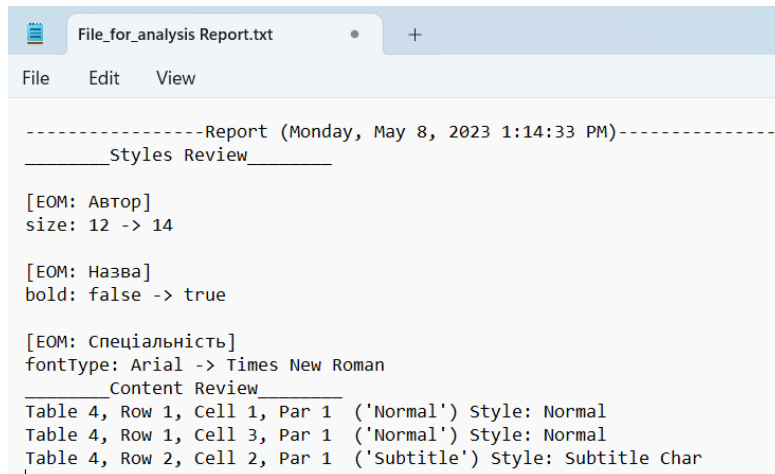 File_for_analysis Report.txt
File Edit View
-----------------Report (Monday, May 8, 2023 1:14:33 PM)---------------
________Styles Review________
[ЕОМ: Автор]
size: 12 -> 14
[ЕОМ: Назва]
bold: false -> true
[ЕОМ: Спеціальність]
fontType: Arial -> Times New Roman
________Content Review________
Table 4, Row 1, Cell 1, Par 1  ('Normal') Style: Normal
Table 4, Row 1, Cell 3, Par 1  ('Normal') Style: Normal
Table 4, Row 2, Cell 2, Par 1  ('Subtitle') Style: Subtitle Char